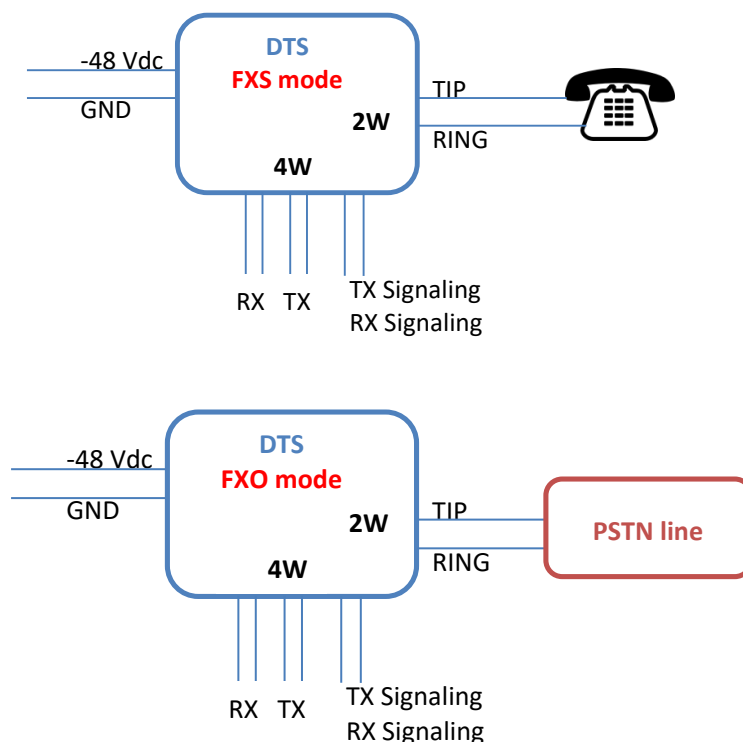 DTS
-48 Vdc
FXS mode
GND
TIP
2W
RING
4W
RX TX
TX Signaling
RX Signaling
DTS
-48 Vdc
FXO mode
GND
TIP
2W
PSTN line
RING
4W
RX TX
TX Signaling
RX Signaling